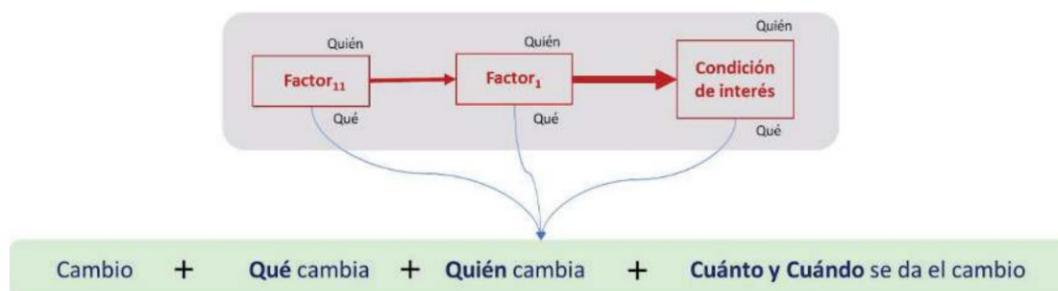 Quién
Quién
Quién
Factor11
Factor1
Condición
de interés
Qué
Qué
Qué
Cambio + Qué cambia + Quién cambia + Cuánto y Cuándo se da el cambio